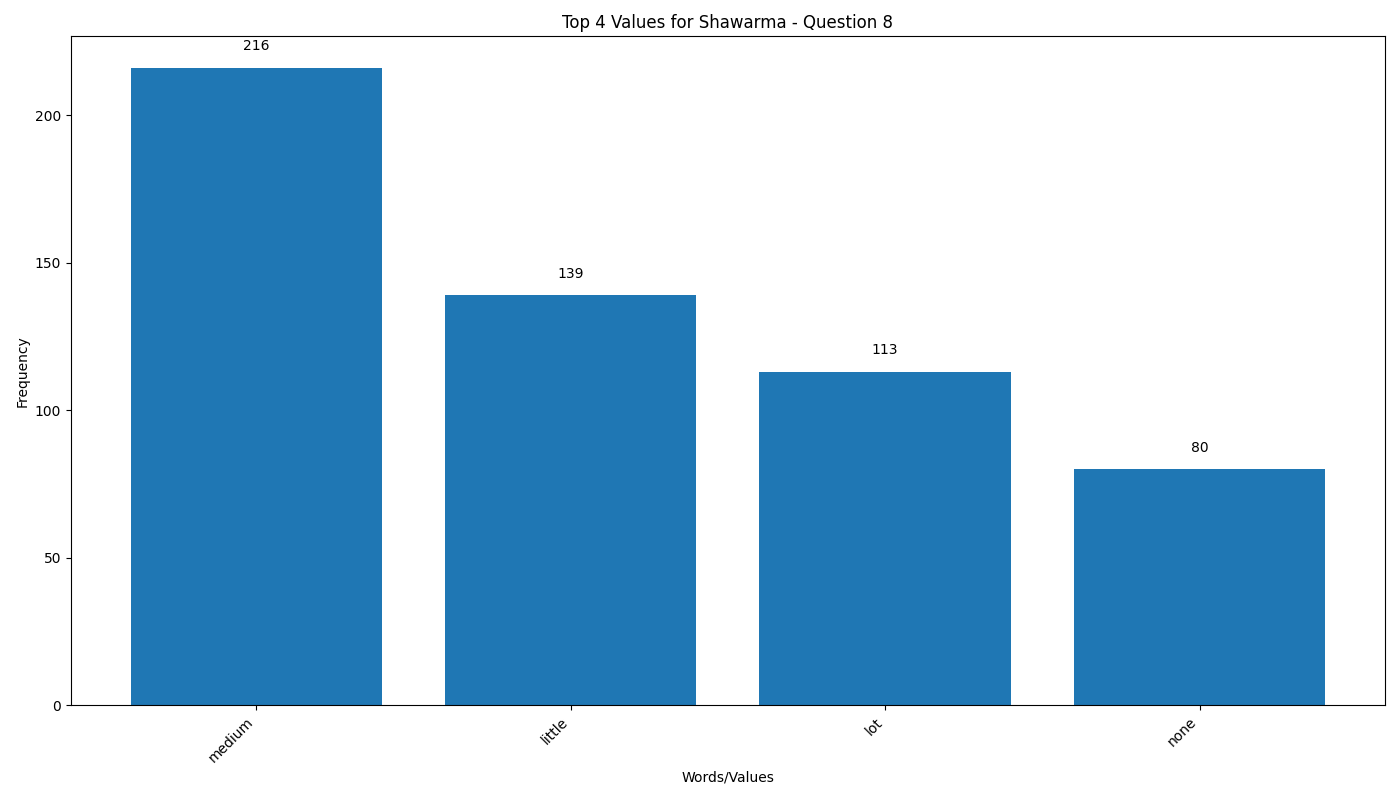 Top 4 Values for Shawarma - Question 8
216
139
113
80
200
150
100
50
0
Frequency
medium
little
lot
none
Words/Values